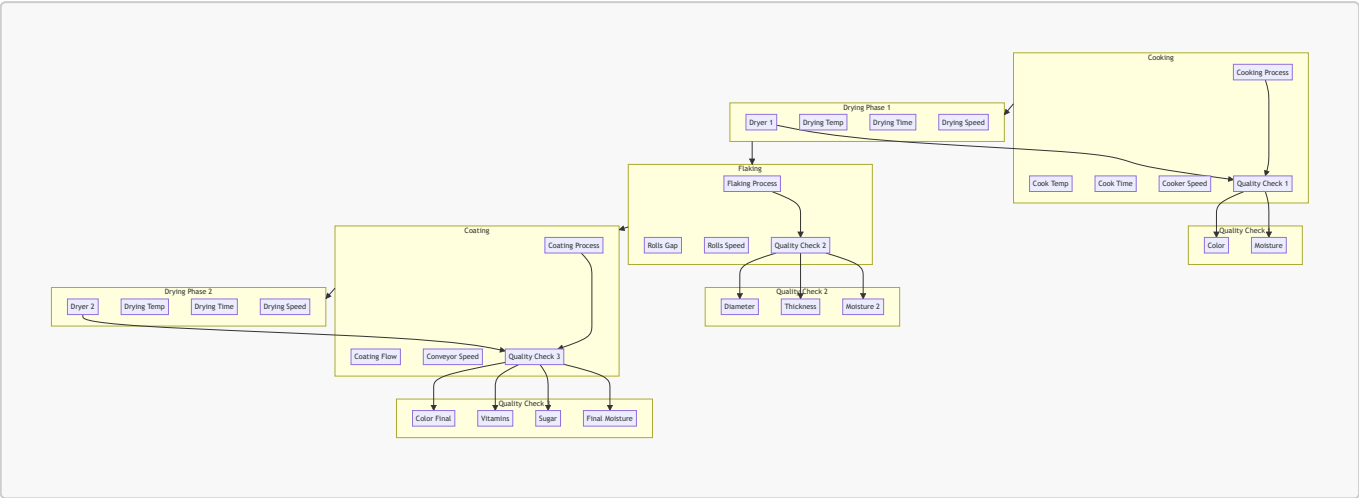 Cooking
Cooking Process
Cook Temp
Cook Time
Cooker Speed
Quality Check 1
Quality Check
Color
Moisture
Drying Phase 1
Dryer 1
Drying Temp
Drying Time
Drying Speed
Flaking
Flaking Process
Rolls Gap
Rolls Speed
Quality Check 2
Quality Check 2
Diameter
Thickness
Moisture 2
Coating
Coating Process
Coating Flow
Conveyor Speed
Quality Check 3
Quality Check
Color Final
Vitamins
Sugar
Final Moisture
Drying Phase 2
Dryer 2
Drying Temp
Drying Time
Drying Speed